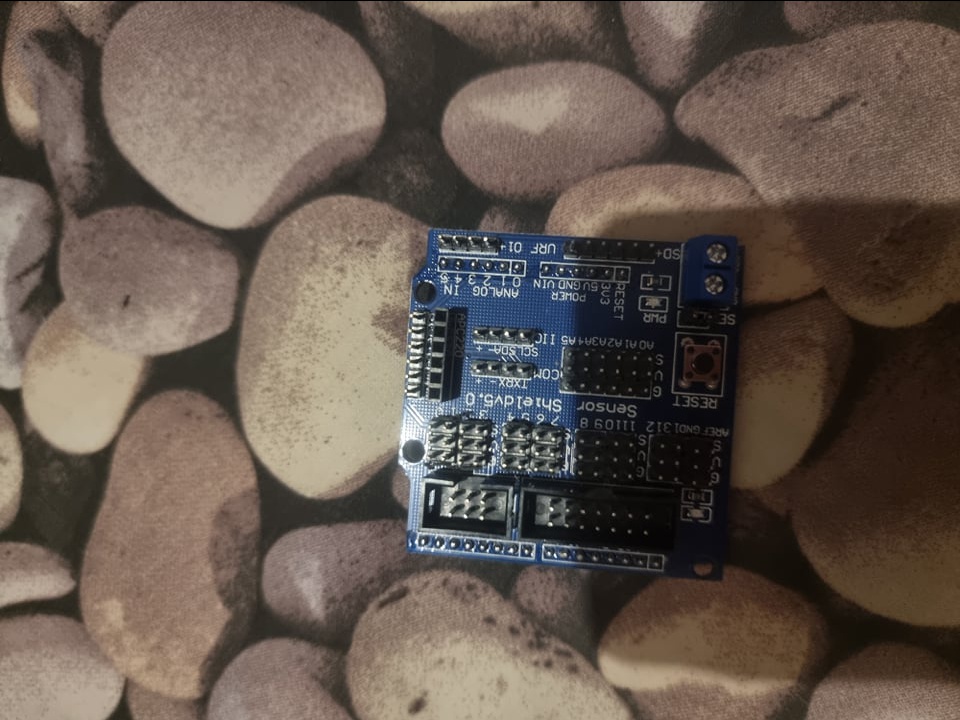 G V S
G V S
AREF GND 13 12 11 10 9 8
7 6 5 4 3
Sensor Shieldv5.0
RESET
G
V
S
COM
TXRX-+
SCL SDA - +
A0A1A2A3A4A5 IIC
APC220
PWR
RESET
3V3
5V GND VIN
POWER
ANALOG IN
0 1 2 3 4 5
SD+
URF 01+